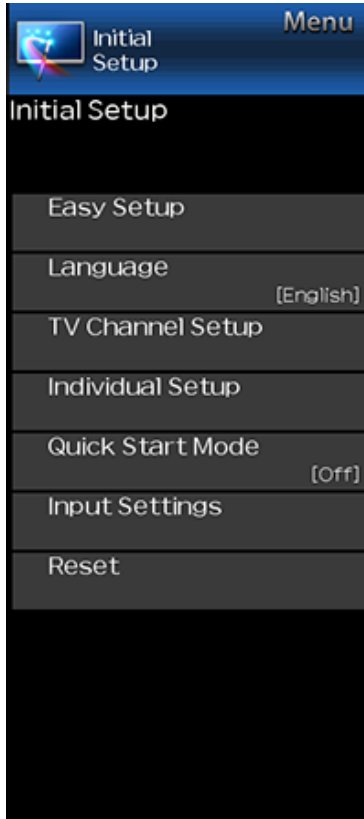 Menu
Initial
Setup
Initial Setup
Easy Setup
Language
[English]
TV Channel Setup
Individual Setup
Quick Start Mode
[Off]
Input Settings
Reset